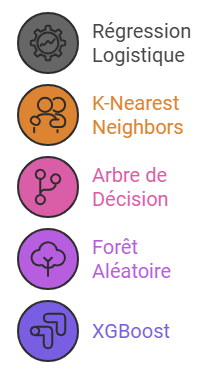 Régression
Logistique
K-Nearest
Neighbors
Arbre de
Décision
Forêt
Aléatoire
XGBoost